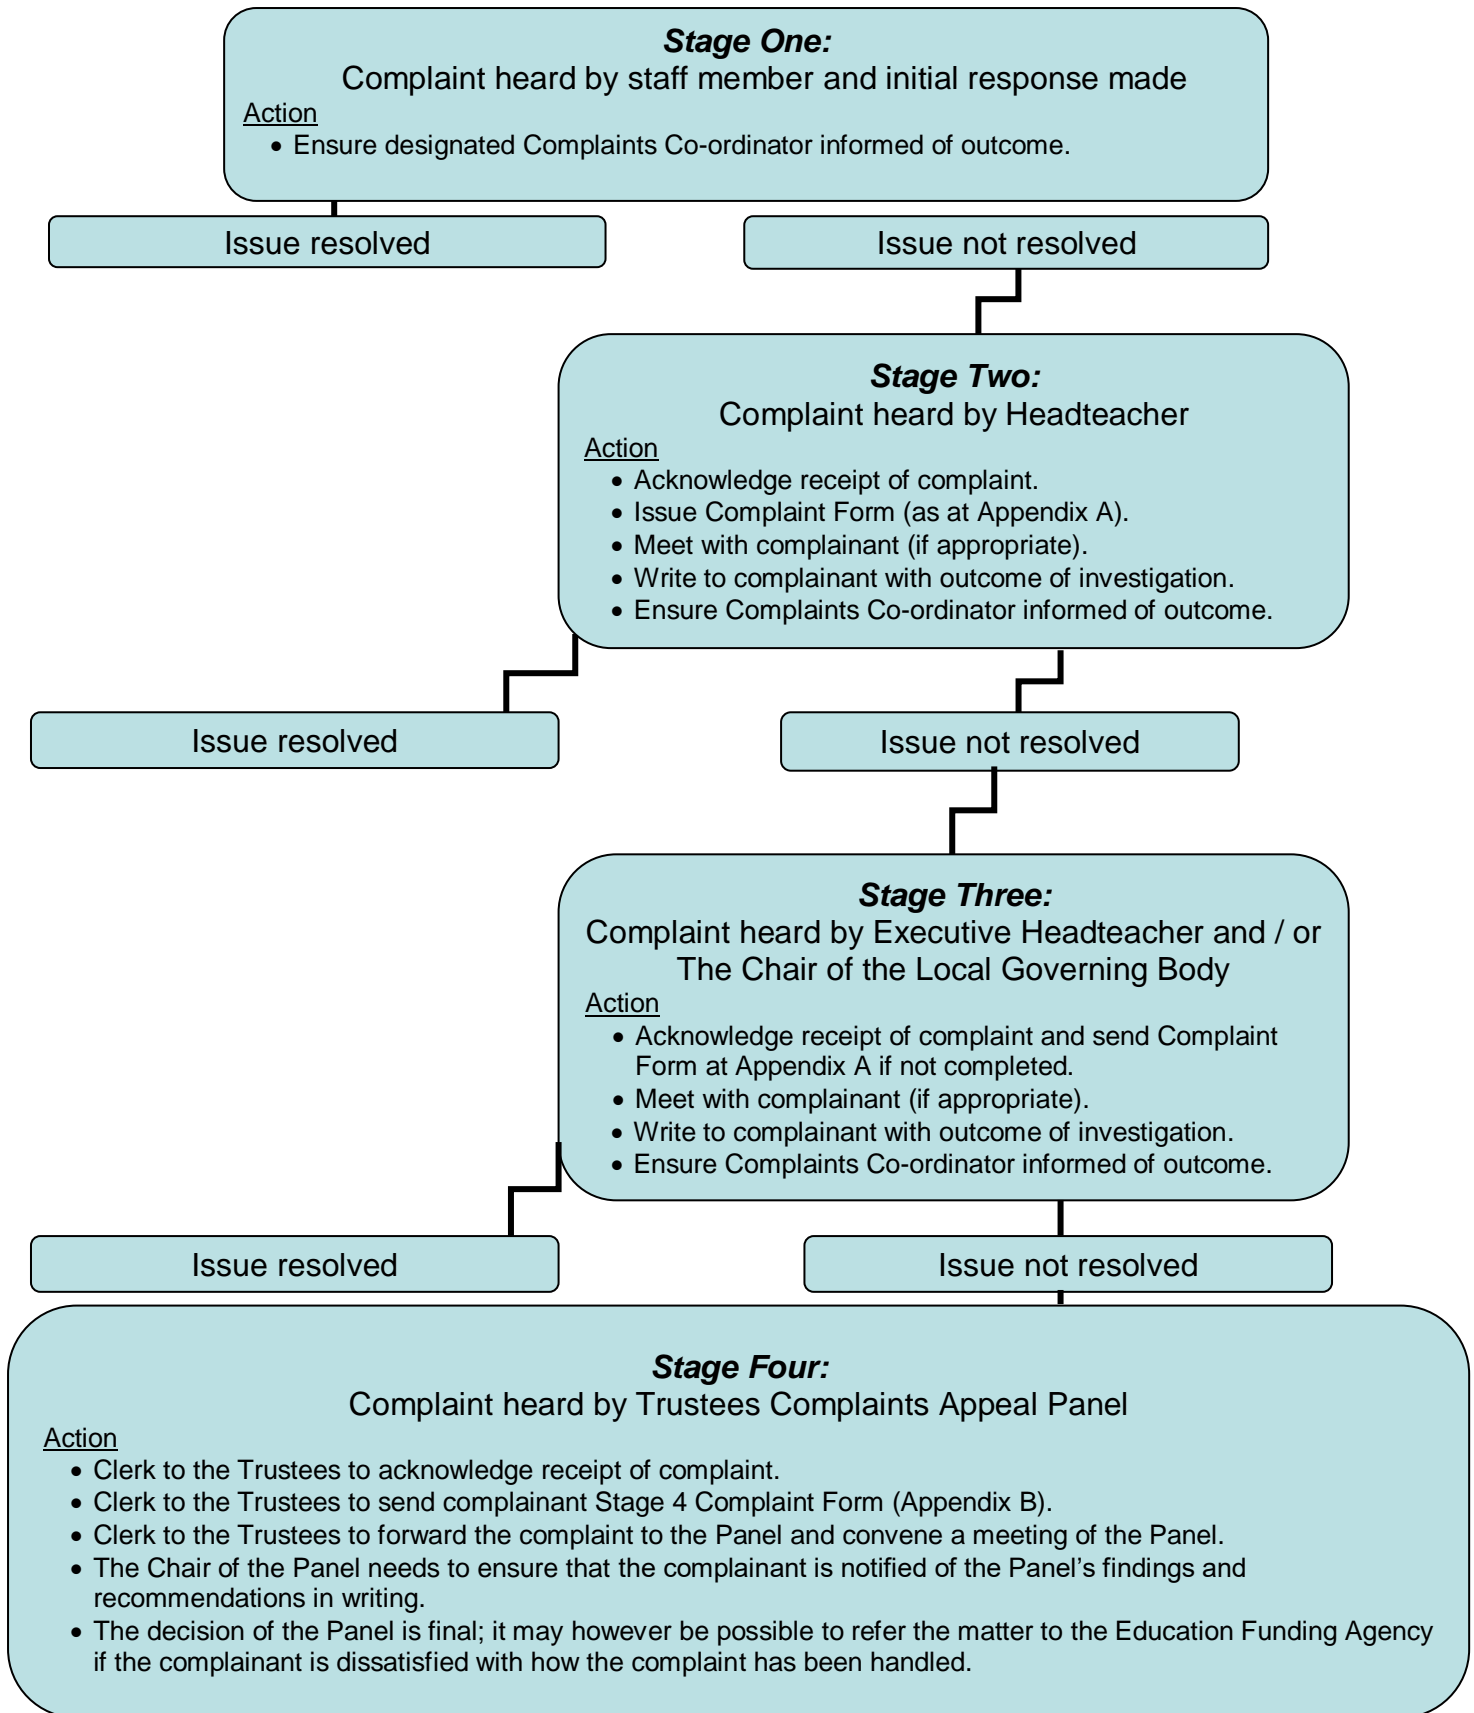 Stage One:
Complaint heard by staff member and initial response made
Action
• Ensure designated Complaints Co-ordinator informed of outcome.
Issue resolved
Issue not resolved
Stage Two:
Complaint heard by Headteacher
Action
• Acknowledge receipt of complaint.
• Issue Complaint Form (as at Appendix A).
• Meet with complainant (if appropriate).
• Write to complainant with outcome of investigation.
• Ensure Complaints Co-ordinator informed of outcome.
Issue resolved
Issue not resolved
Stage Three:
Complaint heard by Executive Headteacher and / or
The Chair of the Local Governing Body
Action
• Acknowledge receipt of complaint and send Complaint
Form at Appendix A if not completed.
• Meet with complainant (if appropriate).
• Write to complainant with outcome of investigation.
• Ensure Complaints Co-ordinator informed of outcome.
Issue resolved
Issue not resolved
Stage Four:
Complaint heard by Trustees Complaints Appeal Panel
Action
• Clerk to the Trustees to acknowledge receipt of complaint.
• Clerk to the Trustees to send complainant Stage 4 Complaint Form (Appendix B).
• Clerk to the Trustees to forward the complaint to the Panel and convene a meeting of the Panel.
• The Chair of the Panel needs to ensure that the complainant is notified of the Panel’s findings and
recommendations in writing.
• The decision of the Panel is final; it may however be possible to refer the matter to the Education Funding Agency
if the complainant is dissatisfied with how the complaint has been handled.